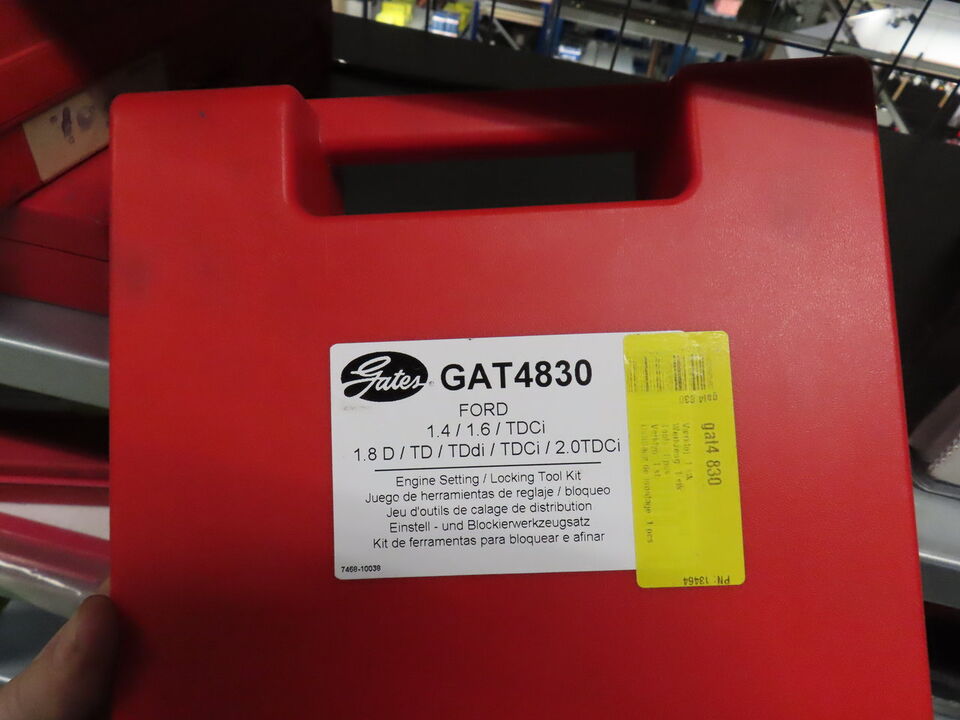 Gates
GAT4830
FORD
1.4 / 1.6 / TDCi
1.8 D / TD / TDdi / TDCi / 2.0TDCi
Engine Setting / Locking Tool Kit
Juego de herramientas de reglaje / bloqueo
Jeu d'outils de calage de distribution
Einstell - und Blockierwerkzeugsatz
Kit de ferramentas para bloquear e afinar
7468-10038
gat4 830
gat4 830
PN: 13464